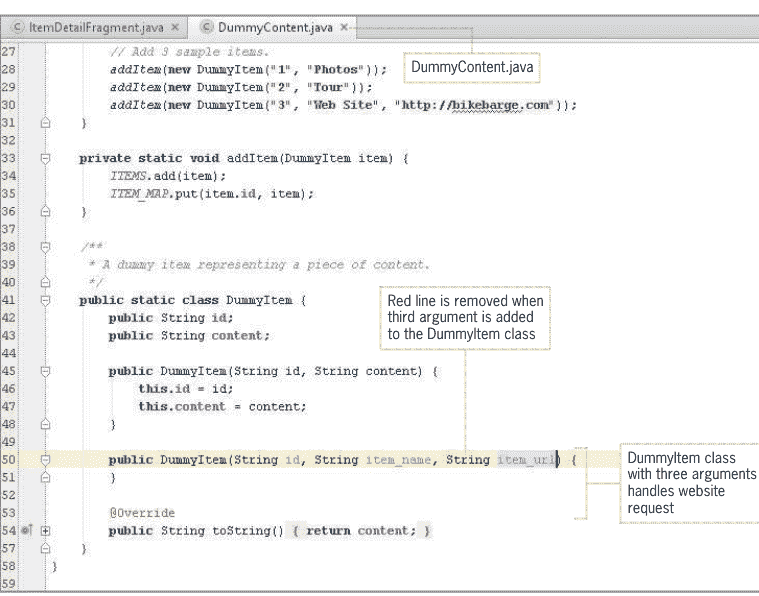 ItemDetailFragment.java × DummyContent.java ×
27 // Add 3 sample items.
28 addItem(new DummyItem("1", "Photos"));
29 addItem(new DummyItem("2", "Tour"));
30 addItem(new DummyItem("3", "Web Site", "http://bikebarge.com"));
31 }
32
33 private static void addItem(DummyItem item) {
34 ITEMS.add(item);
35 ITEM_MAP.put(item.id, item);
36 }
37
38 /**
39 * A dummy item representing a piece of content.
40 */
41 public static class DummyItem {
42 public String id;
43 public String content;
44
45 public DummyItem(String id, String content) {
46 this.id = id;
47 this.content = content;
48 }
49
50 public DummyItem(String id, String item_name, String item_url) {
51 }
52
53 @Override
54 public String toString() { return content; }
57 }
58 }
59
DummyContent.java
Red line is removed when
third argument is added
to the DummyItem class
DummyItem class
with three arguments
handles website
request